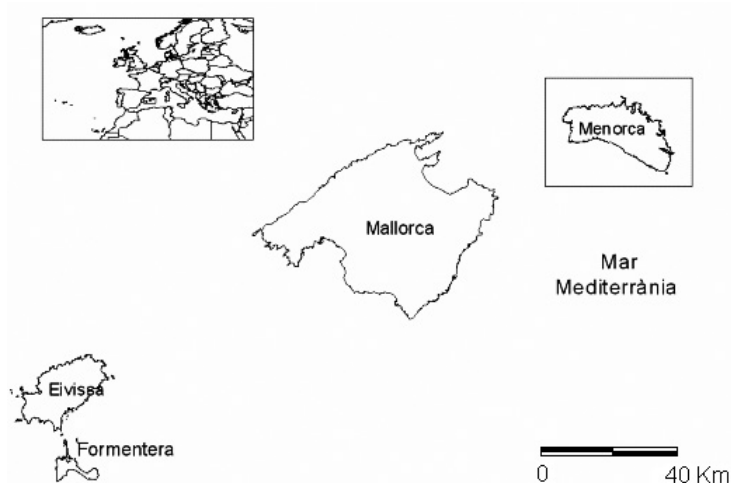 Menorca
Mallorca
Mar
Mediterrània
Eivissa
Formentera
0 40 Km